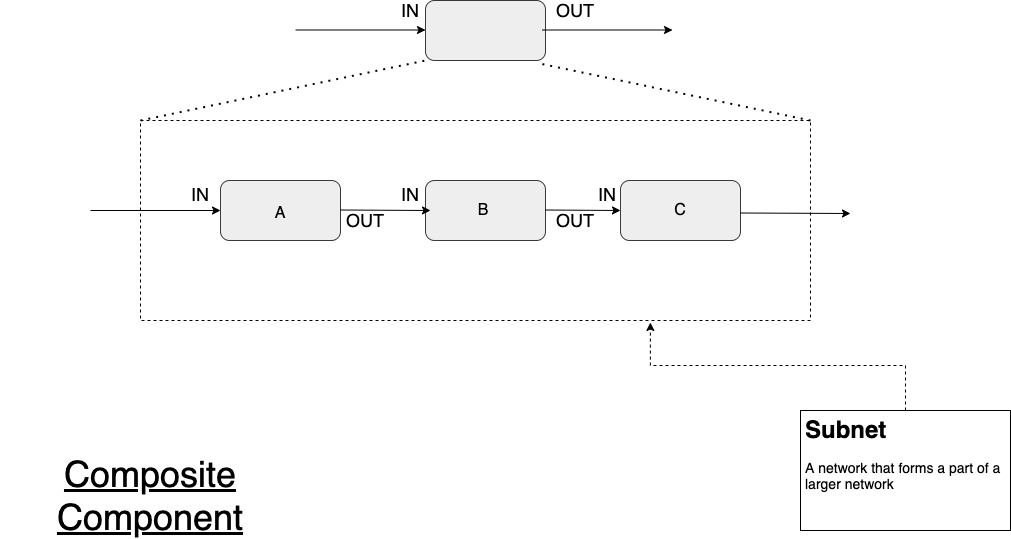 IN
OUT
IN
A
OUT
IN
B
OUT
IN
C
Subnet
A network that forms a part of a
larger network
Composite
Component